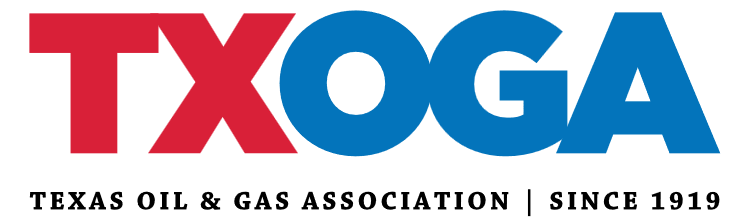 TXOGA
TEXAS OIL & GAS ASSOCIATION | SINCE 1919